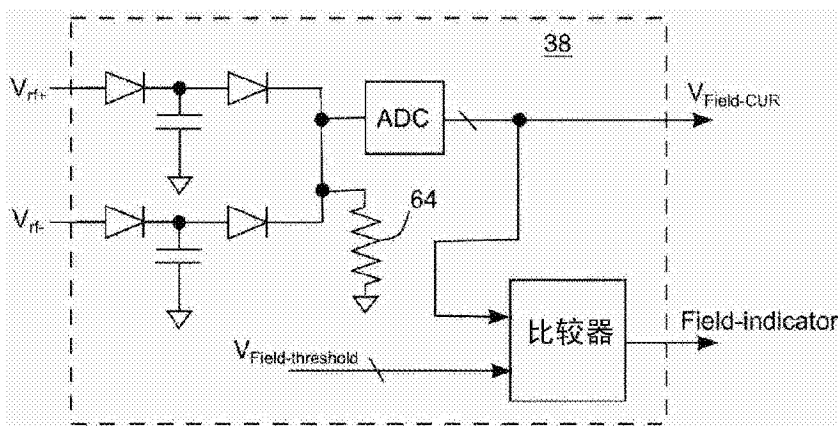 38
Vrf+
ADC
VField-CUR
Vrf-
64
比较器
Field-indicator
VField-threshold